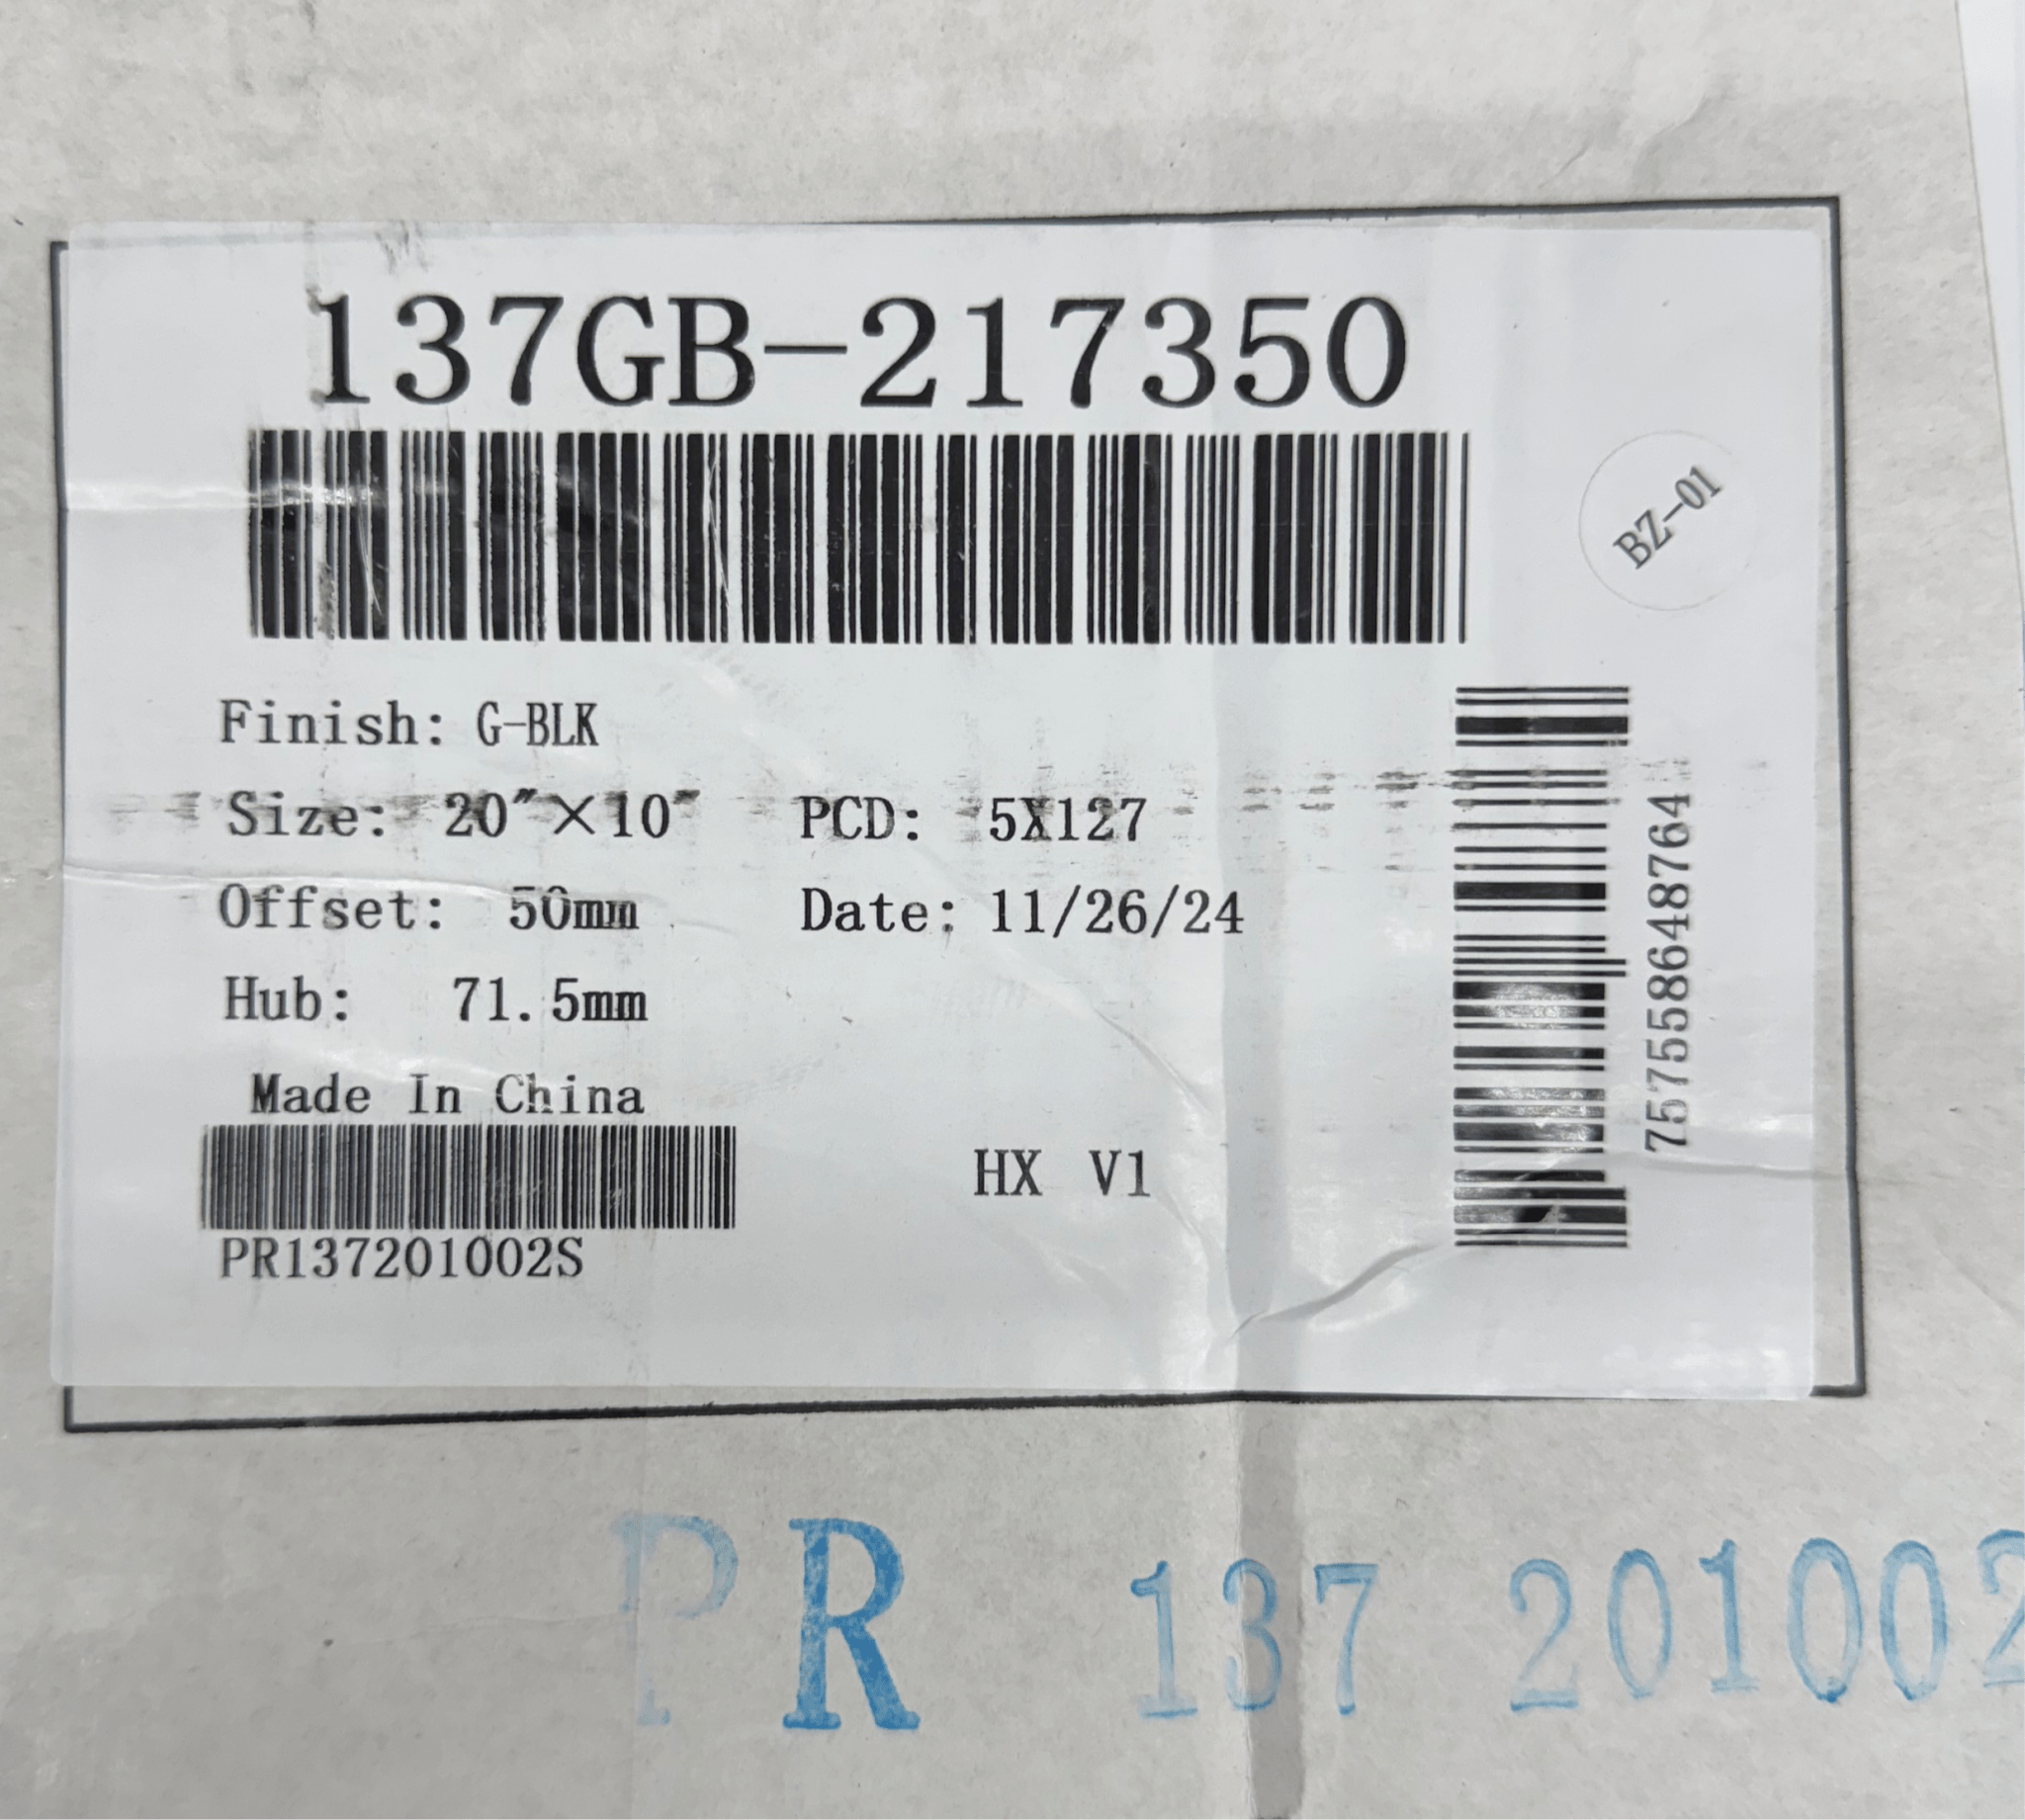 137GB-217350
BZ-01
Finish: G-BLK
Size: 20"×10" PCD: 5X127
Offset: 50mm Date: 11/26/24
Hub: 71.5mm
757558648764
Made In China
HX V1
PR137201002S
PR 137 201002